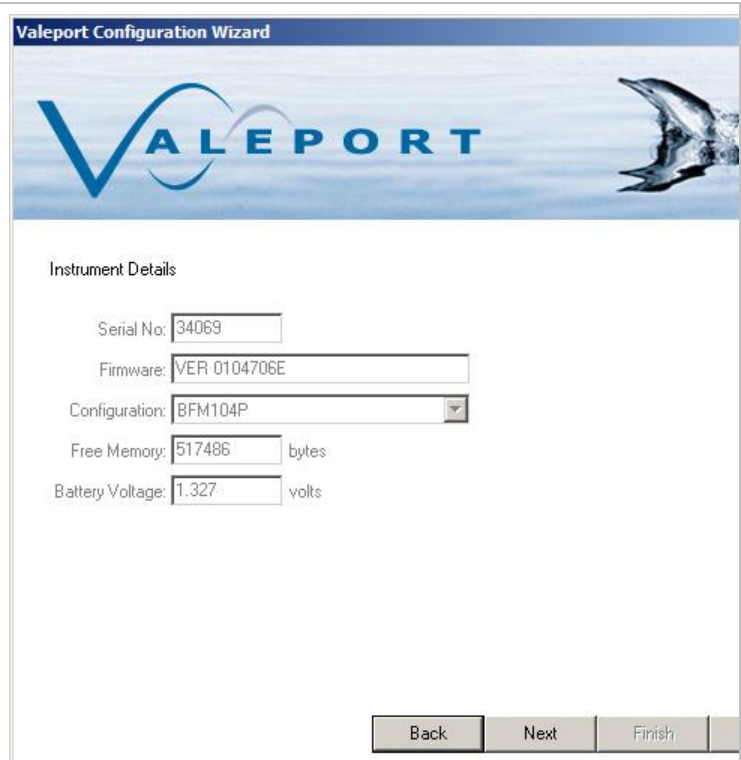 Valeport Configuration Wizard
VALEPORT
Instrument Details
Serial No: 34069
Firmware: VER 0104706E
Configuration: BFM104P
Free Memory: 517486 bytes
Battery Voltage: 1.327 volts
Back Next Finish